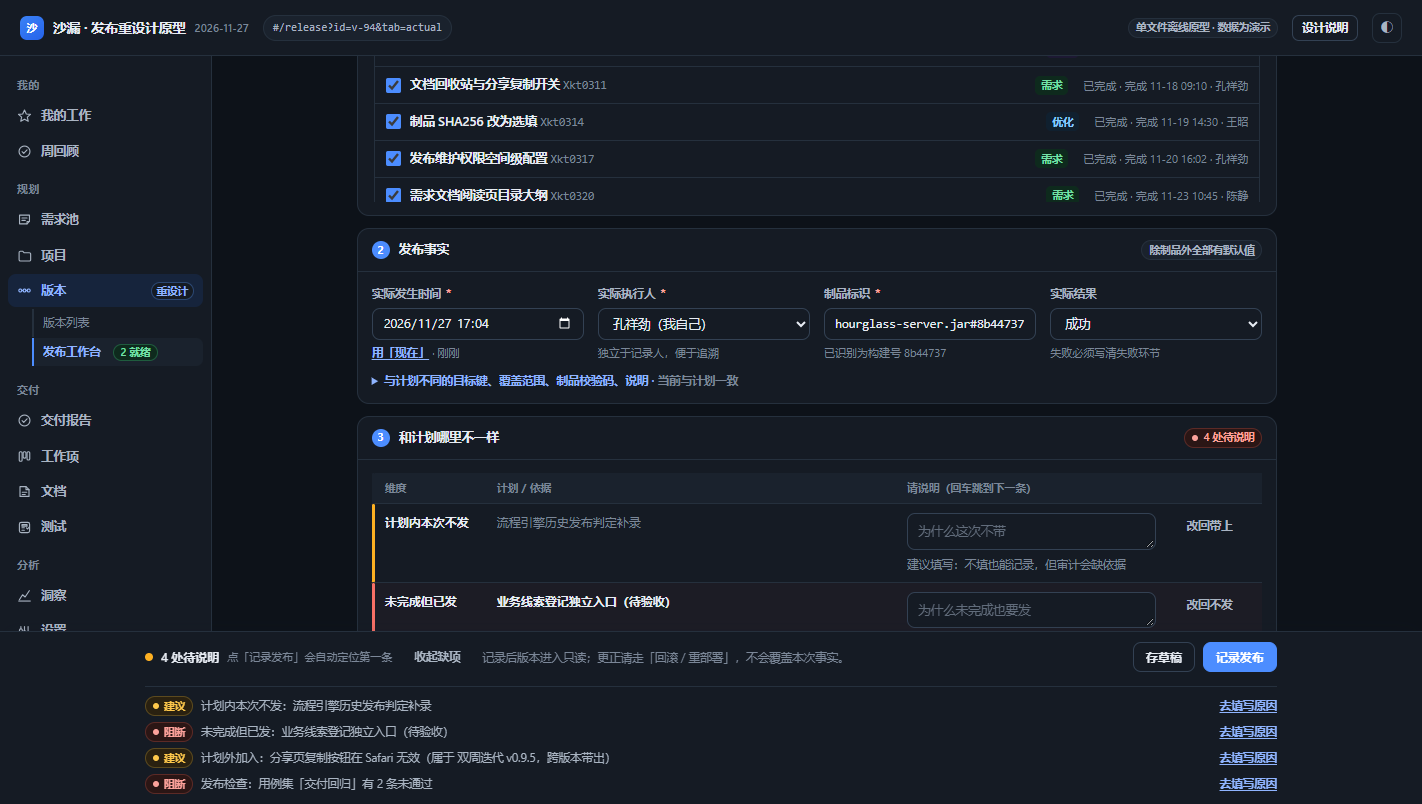 沙 沙漏 · 发布重设计原型 2026-11-27 #/release?id=v-94&tab=actual 单文件离线原型 · 数据为演示 设计说明
我的
我的工作
周回顾
规划
需求池
项目
版本 重设计
版本列表
发布工作台 2 就绪
交付
交付报告
工作项
文档
测试
分析
洞察
文档回收站与分享复制开关 Xkt0311 需求 已完成 · 完成 11-18 09:10 · 孔祥劲
制品 SHA256 改为选填 Xkt0314 优化 已完成 · 完成 11-19 14:30 · 王昭
发布维护权限空间级配置 Xkt0317 需求 已完成 · 完成 11-20 16:02 · 孔祥劲
需求文档阅读页目录大纲 Xkt0320 需求 已完成 · 完成 11-23 10:45 · 陈静
2 发布事实 除制品外全部有默认值
实际发生时间 * 实际执行人 * 制品标识 * 实际结果
2026/11/27 17:04 孔祥劲（我自己） hourglass-server.jar#8b44737 成功
用「现在」 · 刚刚 独立于记录人，便于追溯 已识别为构建号 8b44737 失败必须写清失败环节
与计划不同的目标键、覆盖范围、制品校验码、说明 · 当前与计划一致
3 和计划哪里不一样 4 处待说明
维度 计划 / 依据 请说明（回车跳到下一条）
计划内本次不发 流程引擎历史发布判定补录 为什么这次不带 改回带上
建议填写：不填也能记录，但审计会缺依据
未完成但已发 业务线索登记独立入口（待验收） 为什么未完成也要发 改回不发
4 处待说明 点「记录发布」会自动定位第一条 收起缺项 记录后版本进入只读；更正请走「回滚 / 重部署」，不会覆盖本次事实。 存草稿 记录发布
建议 计划内本次不发：流程引擎历史发布判定补录 去填写原因
阻断 未完成但已发：业务线索登记独立入口（待验收） 去填写原因
建议 计划外加入：分享页复制按钮在 Safari 无效（属于 双周迭代 v0.9.5，跨版本带出） 去填写原因
阻断 发布检查：用例集「交付回归」有 2 条未通过 去填写原因